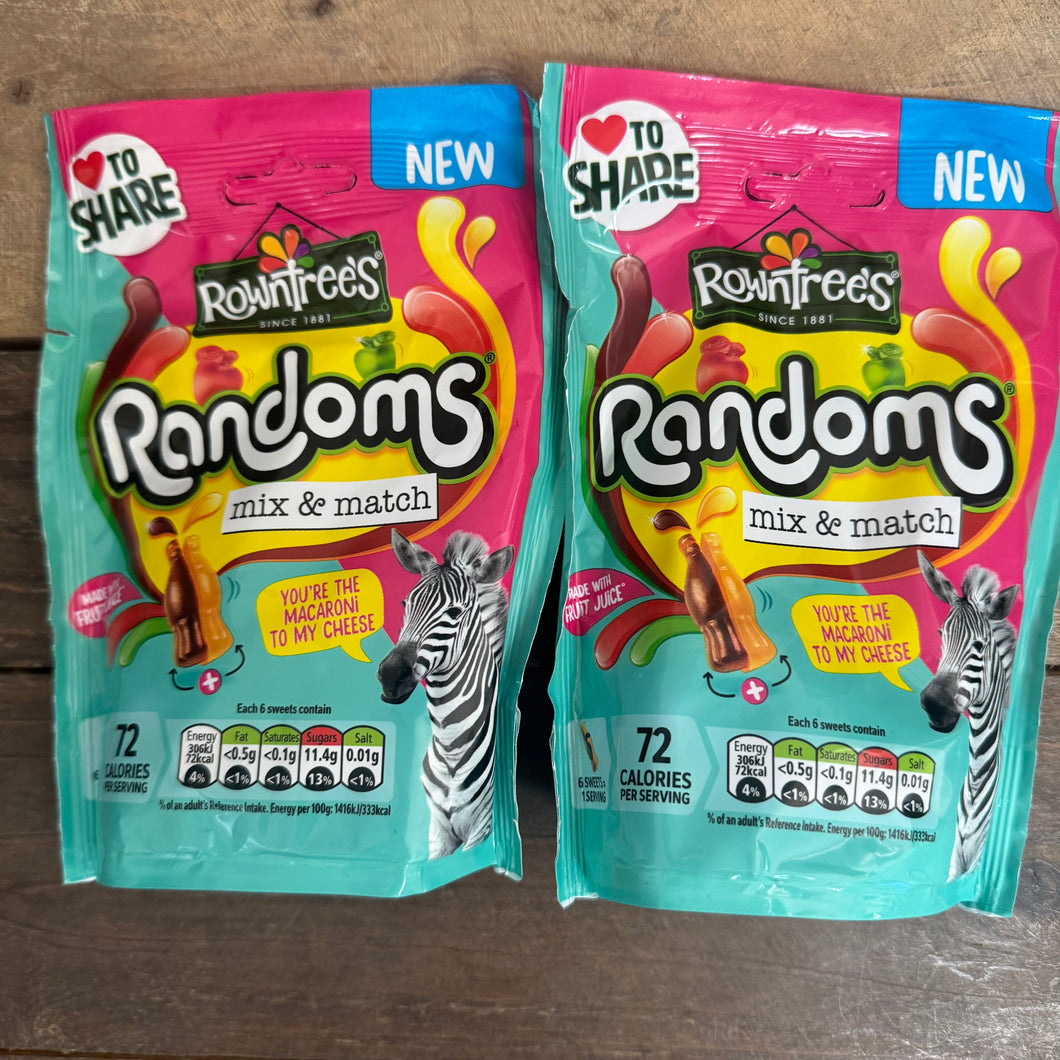 TO
SHARE
NEW
ROWNTREE'S®
SINCE 1881
RANDOMS®
mix & match
MADE WITH
FRUIT JUICE
YOU'RE THE
MACARONi
TO MY CHEESE
Each 6 sweets contain
72
CALORIES
PER SERVING
Energy
306kJ
72kcal
4%
Fat
<0.5g
<1%
Saturates
<0.1g
<1%
Sugars
11.4g
13%
Salt
0.01g
<1%
% of an adult's Reference Intake. Energy per 100g: 1416kJ/333kcal
TO
SHARE
NEW
ROWNTREE'S®
SINCE 1881
RANDOMS®
mix & match
MADE WITH
FRUIT JUICE
YOU'RE THE
MACARONi
TO MY CHEESE
Each 6 sweets contain
6 SWEETS =
1 SERVING
72
CALORIES
PER SERVING
Energy
306kJ
72kcal
4%
Fat
<0.5g
<1%
Saturates
<0.1g
<1%
Sugars
11.4g
13%
Salt
0.01g
<1%
% of an adult's Reference Intake. Energy per 100g: 1416kJ/333kcal